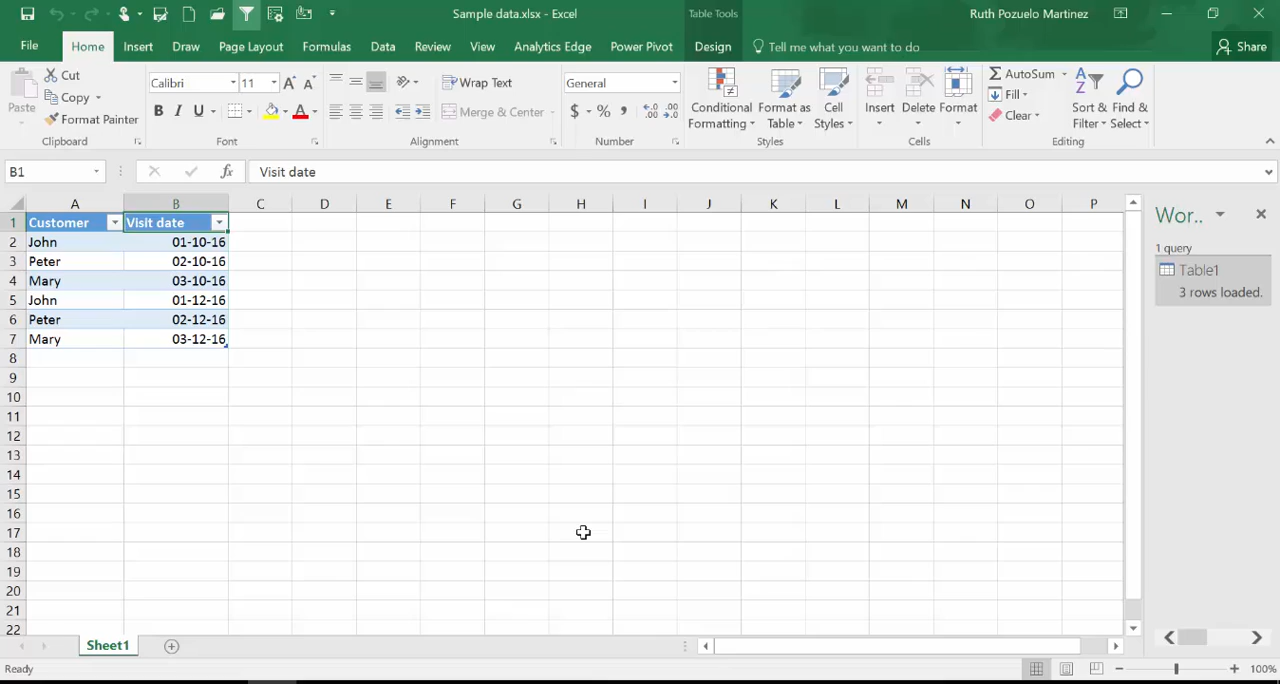 Sample data.xlsx - Excel
Table Tools
Ruth Pozuelo Martinez
File Home Insert Draw Page Layout Formulas Data Review View Analytics Edge Power Pivot Design Tell me what you want to do Share
Paste
Cut
Copy
Format Painter
Clipboard
Calibri 11
B I U
Font
Wrap Text
Merge & Center
Alignment
General
$ % ,
Number
Conditional Formatting
Format as Table
Cell Styles
Styles
Insert Delete Format
Cells
AutoSum
Fill
Clear
Sort & Filter
Find & Select
Editing
B1 fx Visit date
A B C D E F G H I J K L M N O P
1 Customer Visit date
2 John 01-10-16
3 Peter 02-10-16
4 Mary 03-10-16
5 John 01-12-16
6 Peter 02-12-16
7 Mary 03-12-16
8
9
10
11
12
13
14
15
16
17
18
19
20
21
22
Wor..
1 query
Table1
3 rows loaded.
Sheet1
Ready
100%